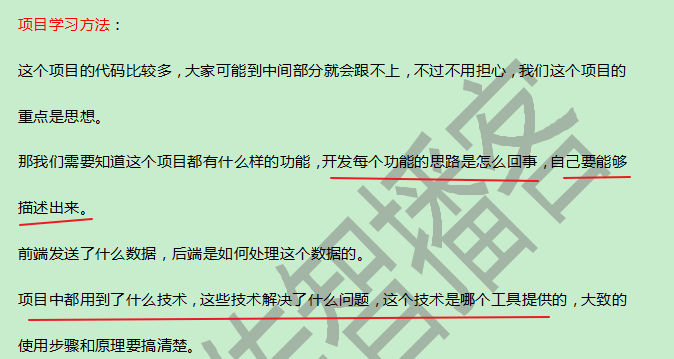 项目学习方法：
这个项目的代码比较多，大家可能到中间部分就会跟不上，不过不用担心，我们这个项目的
重点是思想。
那我们需要知道这个项目都有什么样的功能，开发每个功能的思路是怎么回事，自己要能够
描述出来。
前端发送了什么数据，后端是如何处理这个数据的。
项目中都用到了什么技术，这些技术解决了什么问题，这个技术是哪个工具提供的，大致的
使用步骤和原理要搞清楚。
传智播客